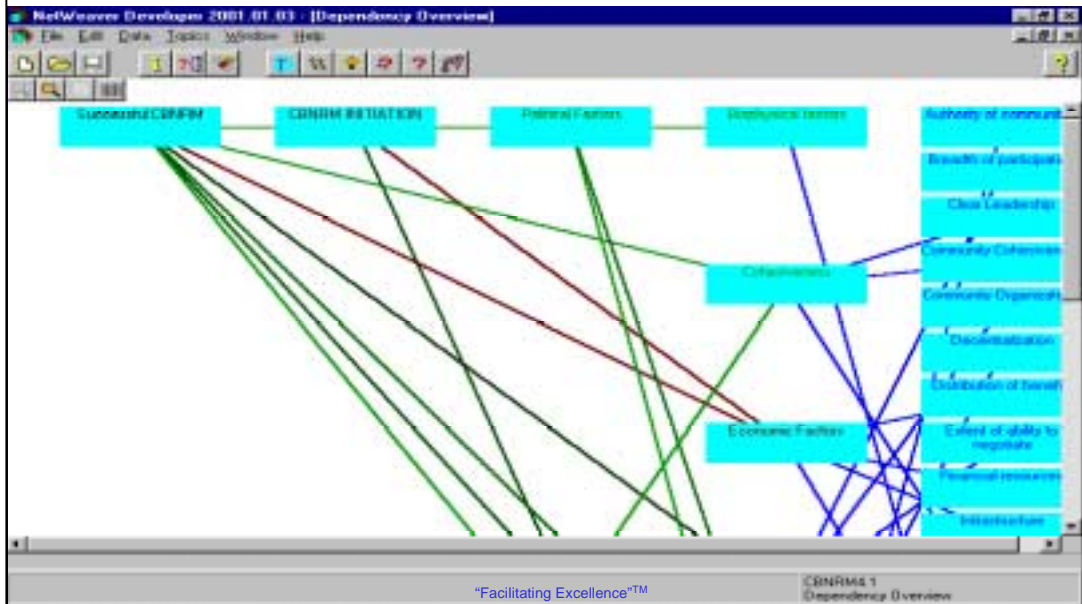 NetWeaver Developer 2001.01.03 - [Dependency Overview]
File Edit Data Topics Window Help
Successful CBNRM
CBNRM INITIATION
Political Factors
Biophysical factors
Authority of communit
Breadth of participati
Clear Leadership
Cohesiveness
Community Cohesivene
Community Organizati
Decentralization
Distribution of benefi
Economic Factors
Extent of ability to
negotiate
Financial resources
Infrastructure
"Facilitating Excellence"TM
CBNRM4.1
Dependency Overview